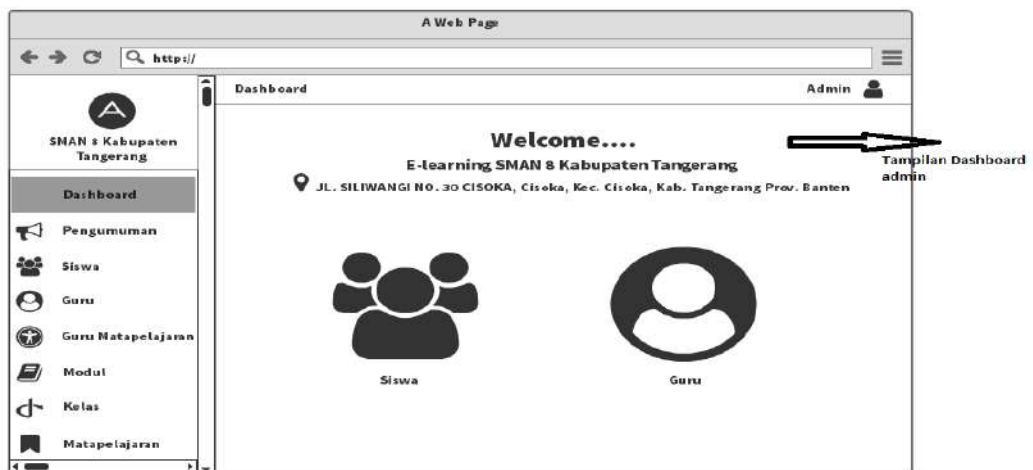 A Web Page
http://
SMAN 8 Kabupaten
Tangerang
Dashboard
Pengumuman
Siswa
Guru
Guru Matapelajaran
Modul
Kelas
Matapelajaran
Dashboard
Admin
Welcome....
E-learning SMAN 8 Kabupaten Tangerang
JL. SILIWANGI NO. 30 CISOKA, Cisoka, Kec. Cisoka, Kab. Tangerang Prov. Banten
Siswa
Guru
Tampilan Dashboard
admin